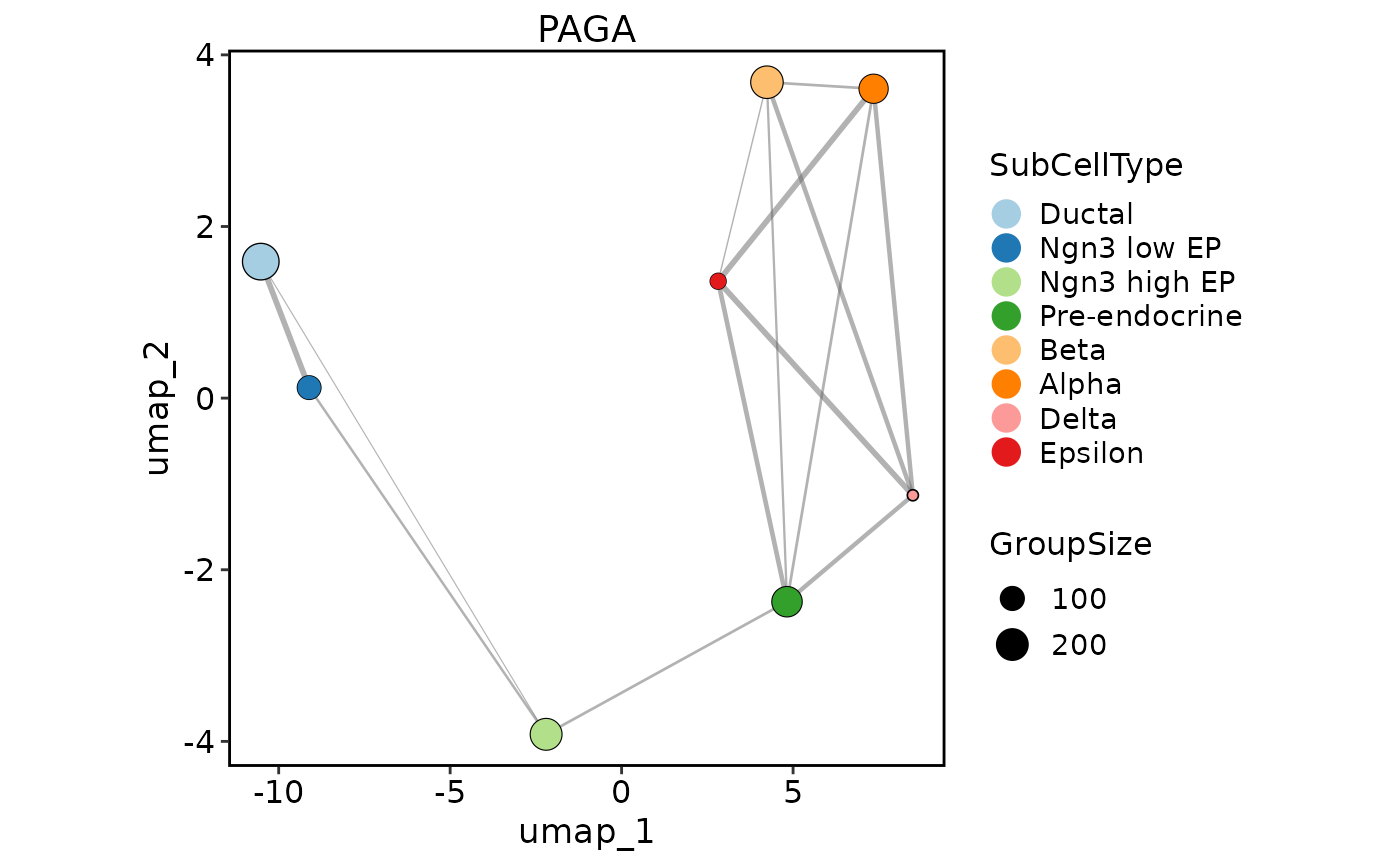 PAGA
4
2
0
-2
-4
umap_2
-10
-5
0
5
umap_1
SubCellType
Ductal
Ngn3 low EP
Ngn3 high EP
Pre-endocrine
Beta
Alpha
Delta
Epsilon
GroupSize
100
200